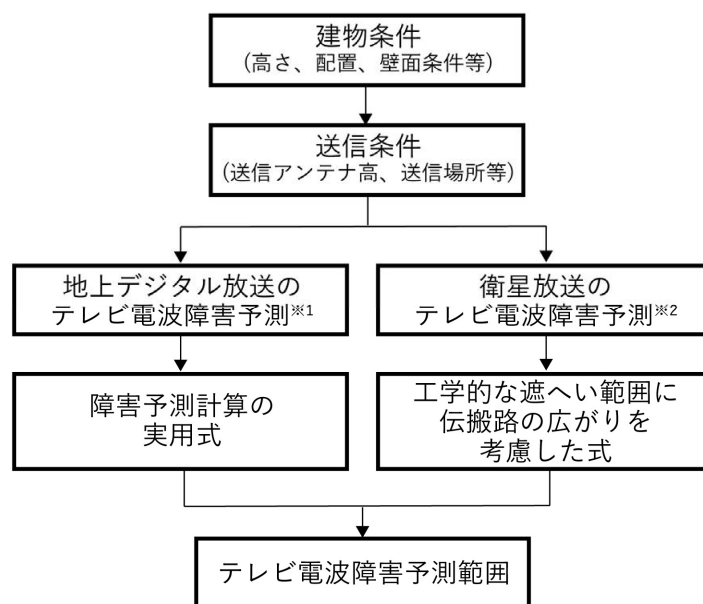 建物条件
(高さ、配置、壁面条件等)
送信条件
(送信アンテナ高、送信場所等)
地上デジタル放送の
テレビ電波障害予測※1
衛星放送の
テレビ電波障害予測※2
障害予測計算の
実用式
工学的な遮へい範囲に
伝搬路の広がりを
考慮した式
テレビ電波障害予測範囲